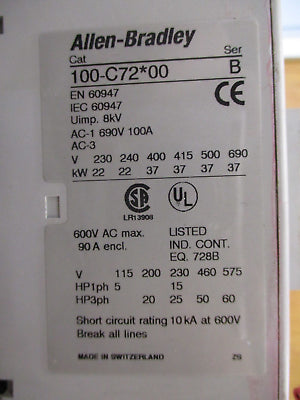 Allen-Bradley
Cat Ser
100-C72*00 B
EN 60947
IEC 60947
Uimp. 8kV
AC-1 690V 100A
AC-3
V 230 240 400 415 500 690
kW 22 22 37 37 37 37
CE
SA UL
LR13908
600V AC max. LISTED
90 A encl. IND. CONT.
EQ. 728B
V 115 200 230 460 575
HP1ph 5 15
HP3ph 20 25 50 60
Short circuit rating 10 kA at 600V
Break all lines
MADE IN SWITZERLAND ZG